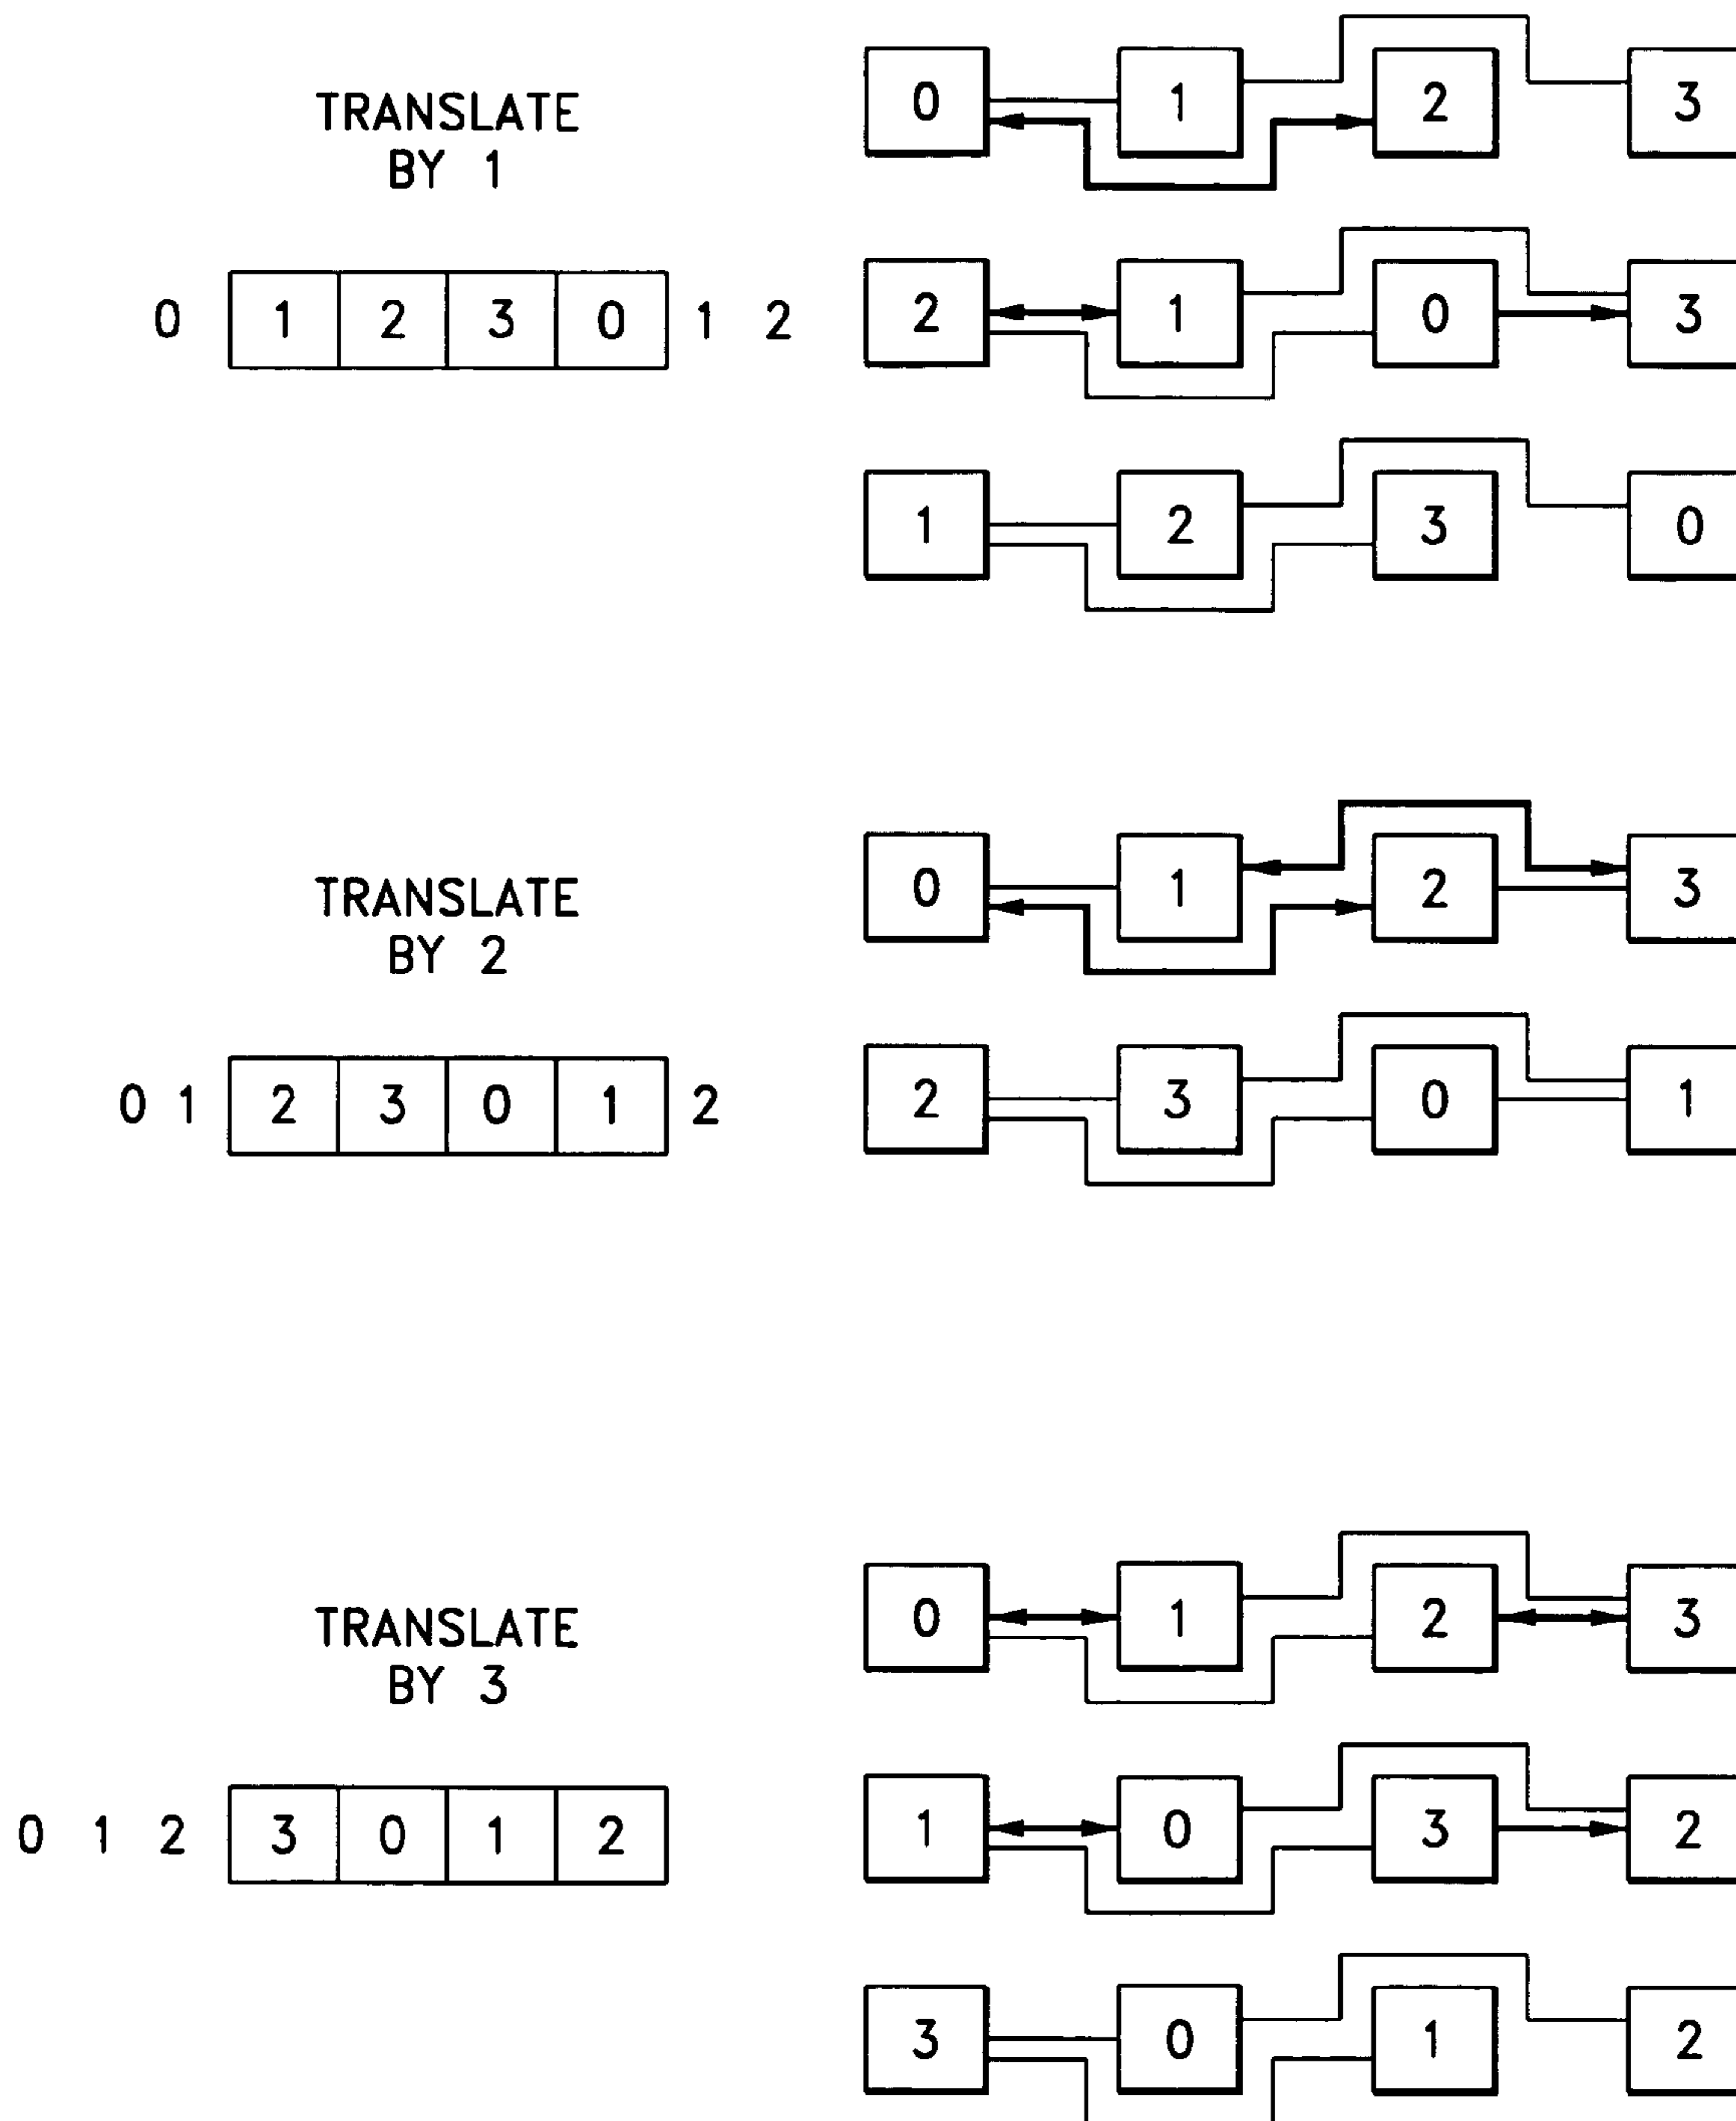 TRANSLATE
BY 1
0 1 2 3 0 1 2
0 1 2 3
2 1 0 3
1 2 3 0
TRANSLATE
BY 2
0 1 2 3 0 1 2
0 1 2 3
2 3 0 1
TRANSLATE
BY 3
0 1 2 3 0 1 2
0 1 2 3
1 0 3 2
3 0 1 2